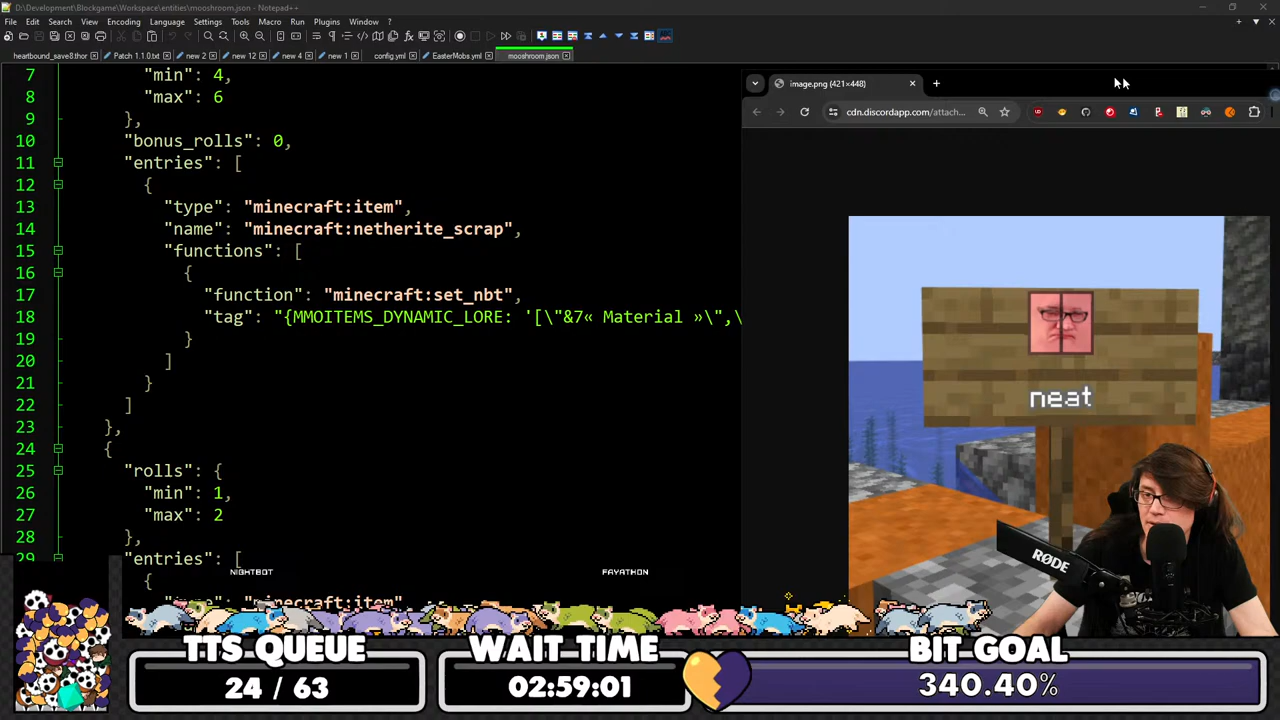 D:\Development\Blockgame\Workspace\entities\mooshroom.json - Notepad++
File Edit Search View Encoding Language Settings Tools Macro Run Plugins Window ?
heartbound_save8.thor Patch 1.1.0.txt new 2 new 12 new 4 new 1 config.yml EasterMobs.yml mooshroom.json
7 "min": 4,
8 "max": 6
9 },
10 "bonus_rolls": 0,
11 "entries": [
12 {
13 "type": "minecraft:item",
14 "name": "minecraft:netherite_scrap",
15 "functions": [
16 {
17 "function": "minecraft:set_nbt",
18 "tag": "{MMOITEMS_DYNAMIC_LORE: '[\"&7« Material »\",\
19 }
20 ]
21 }
22 ]
23 },
24 {
25 "rolls": {
26 "min": 1,
27 "max": 2
28 },
29 "entries": [
{
"minecraft:item"
image.png (421×448)
cdn.discordapp.com/attach...
neat
RØDE
NIGHTBOT FAYATHON
TTS QUEUE
24 / 63
WAIT TIME
02:59:01
BIT GOAL
340.40%